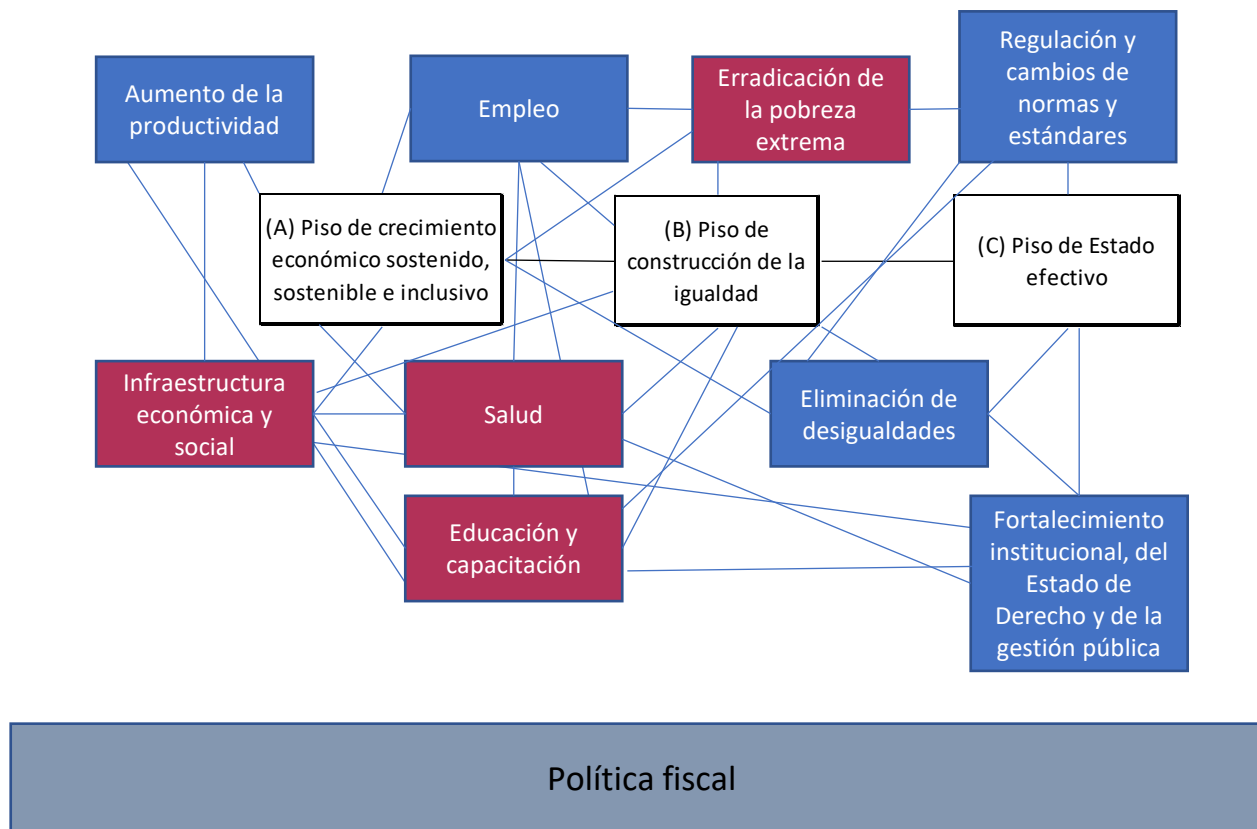 Aumento de la
productividad
Empleo
Erradicación de
la pobreza
extrema
Regulación y
cambios de
normas y
estándares
(A) Piso de crecimiento
económico sostenido,
sostenible e inclusivo
(B) Piso de
construcción de la
igualdad
(C) Piso de Estado
efectivo
Infraestructura
económica y
social
Salud
Eliminación de
desigualdades
Educación y
capacitación
Fortalecimiento
institucional, del
Estado de
Derecho y de la
gestión pública
Política fiscal